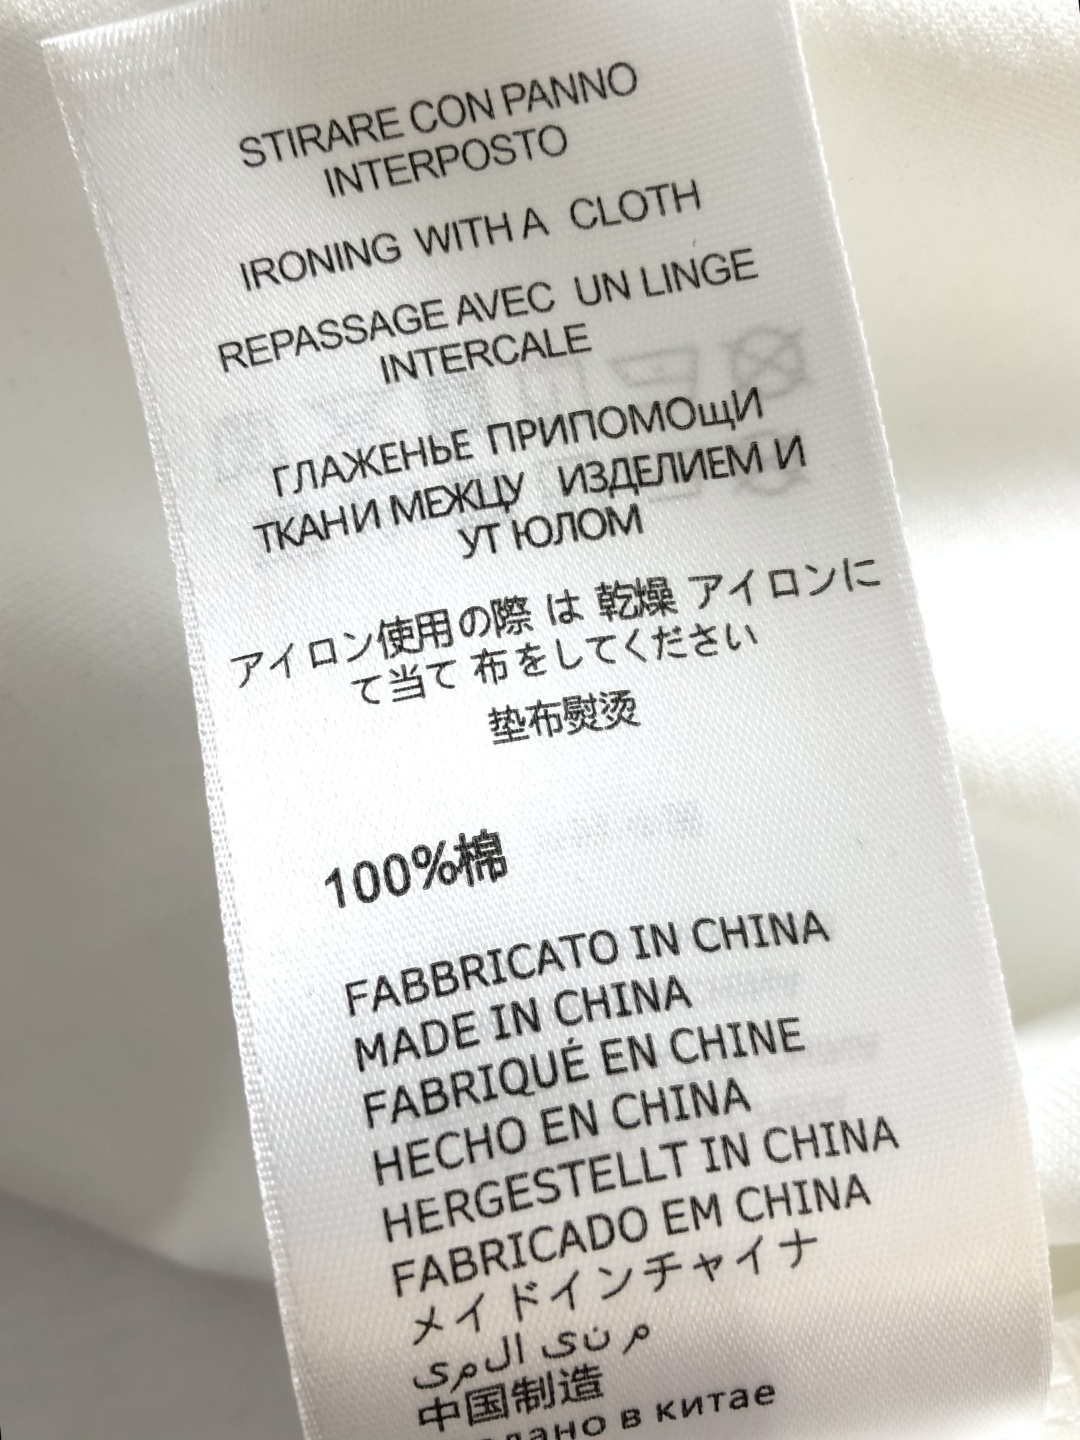 STIRARE CON PANNO
INTERPOSTO
IRONING WITH A CLOTH
REPASSAGE AVEC UN LINGE
INTERCALE
ГЛАЖЕНЬЕ ПРИПОМОщИ
ТКАНИ МЕЖЦУ ИЗДЕЛИЕМ И
УТ ЮЛОМ
アイロン使用の際 は 乾燥 アイロンに
て当て 布をしてください
垫布熨烫
100%棉
FABBRICATO IN CHINA
MADE IN CHINA
FABRIQUÉ EN CHINE
HECHO EN CHINA
HERGESTELLT IN CHINA
FABRICADO EM CHINA
メイドインチャイナ
م نى المى
中国制造
в китае